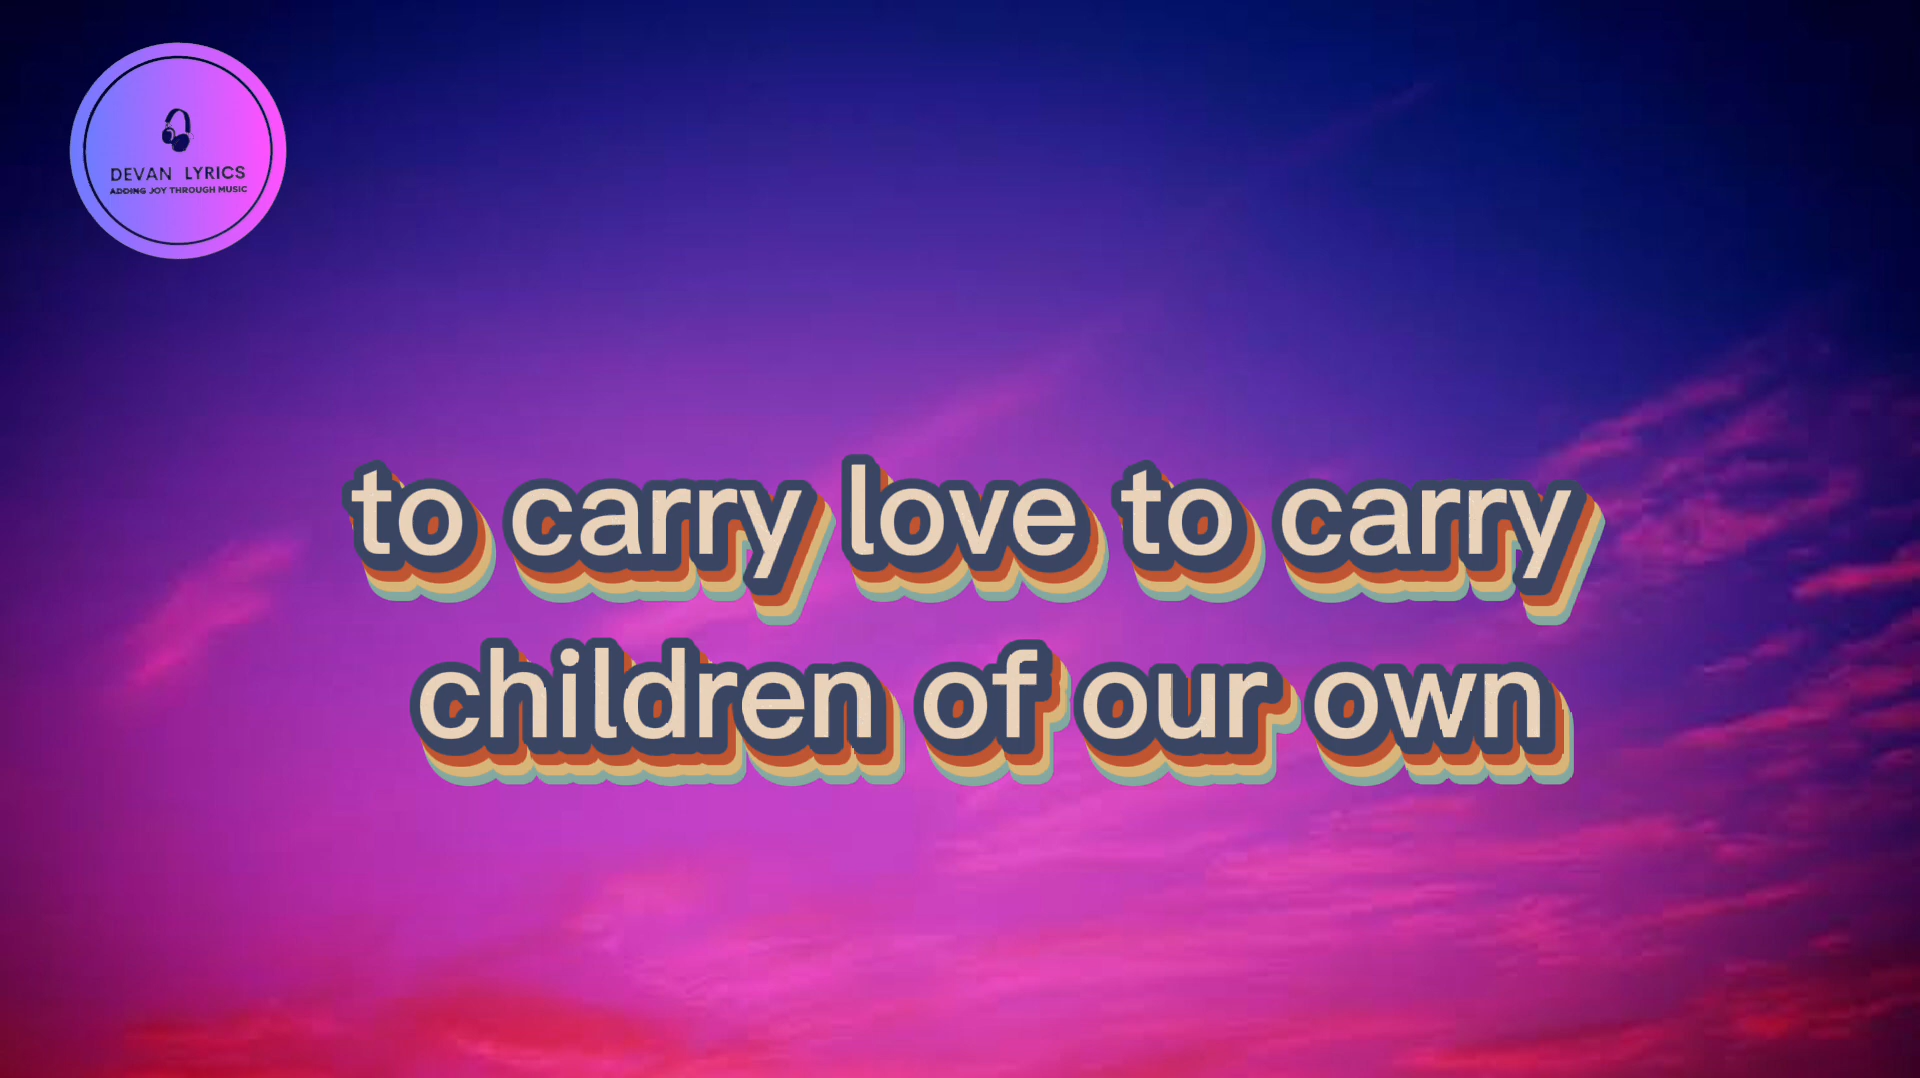 DEVAN LYRICS
ADDING JOY THROUGH MUSIC
to carry love to carry
children of our own